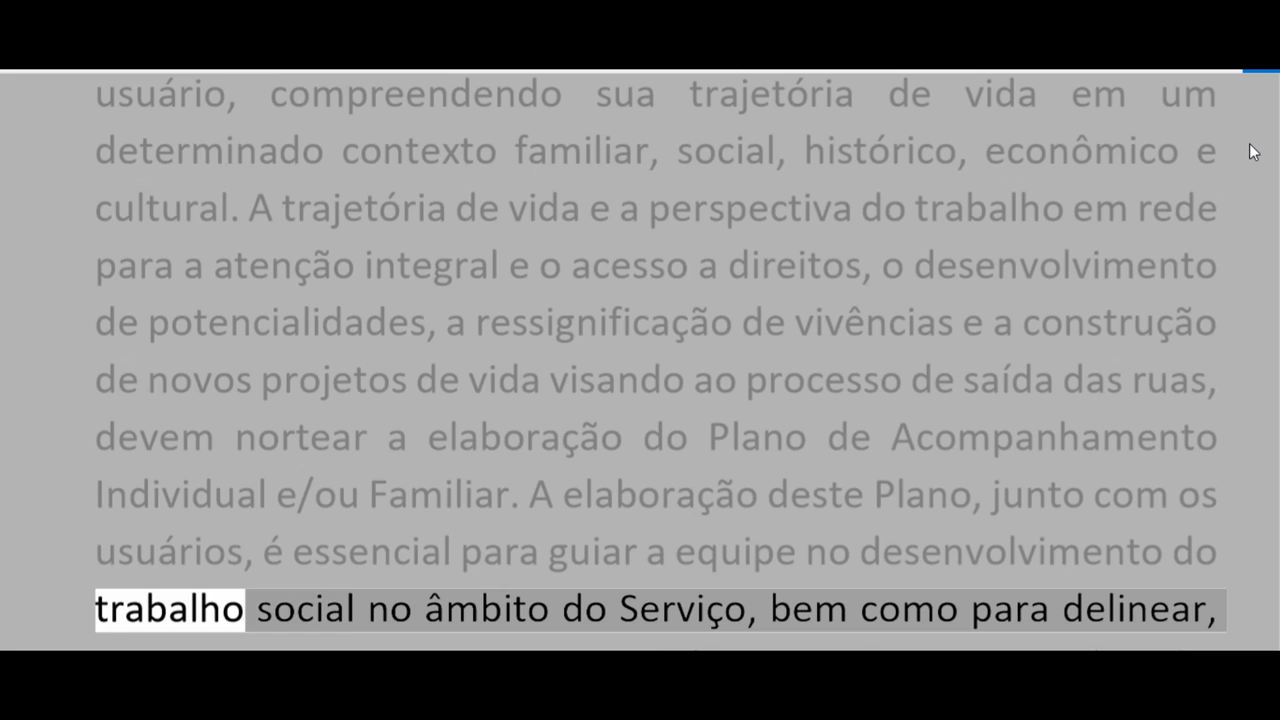 usuário, compreendendo sua trajetória de vida em um
determinado contexto familiar, social, histórico, econômico e
cultural. A trajetória de vida e a perspectiva do trabalho em rede
para a atenção integral e o acesso a direitos, o desenvolvimento
de potencialidades, a ressignificação de vivências e a construção
de novos projetos de vida visando ao processo de saída das ruas,
devem nortear a elaboração do Plano de Acompanhamento
Individual e/ou Familiar. A elaboração deste Plano, junto com os
usuários, é essencial para guiar a equipe no desenvolvimento do
trabalho social no âmbito do Serviço, bem como para delinear,